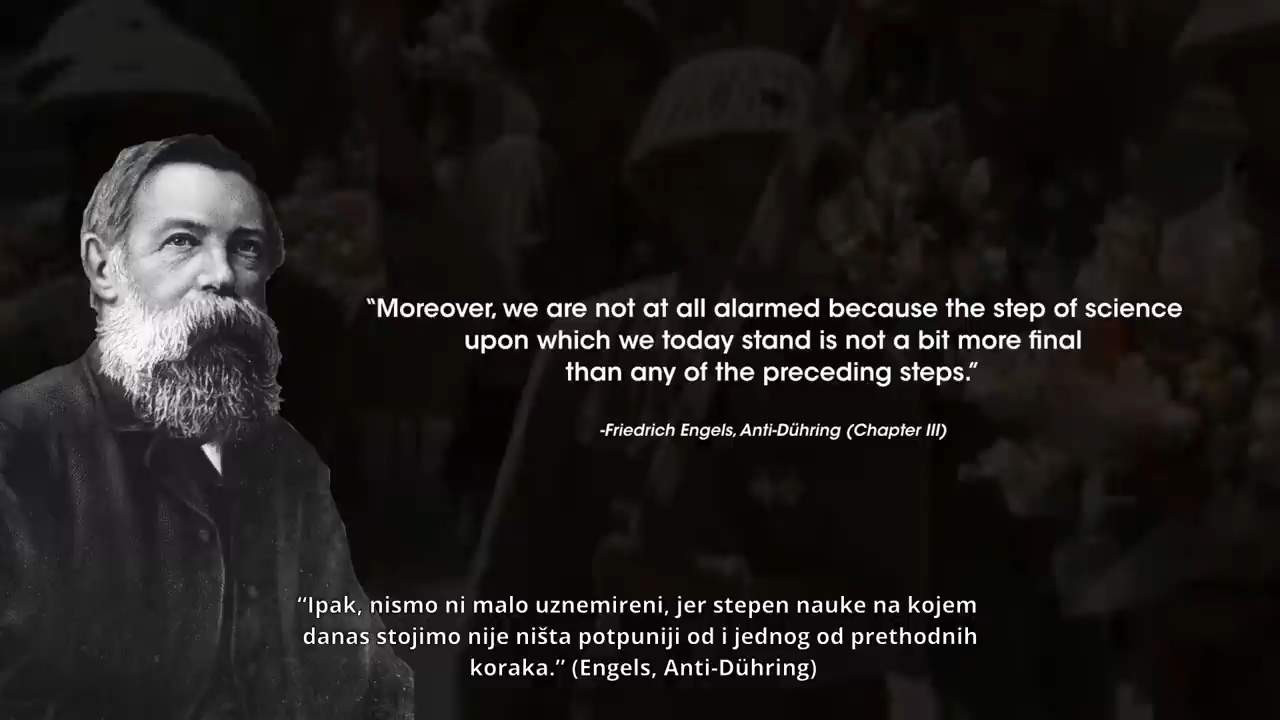 “Moreover, we are not at all alarmed because the step of science
upon which we today stand is not a bit more final
than any of the preceding steps.”
-Friedrich Engels, Anti-Dühring (Chapter III)
“Ipak, nismo ni malo uznemireni, jer stepen nauke na kojem
danas stojimo nije ništa potpuniji od i jednog od prethodnih
koraka.” (Engels, Anti-Dühring)